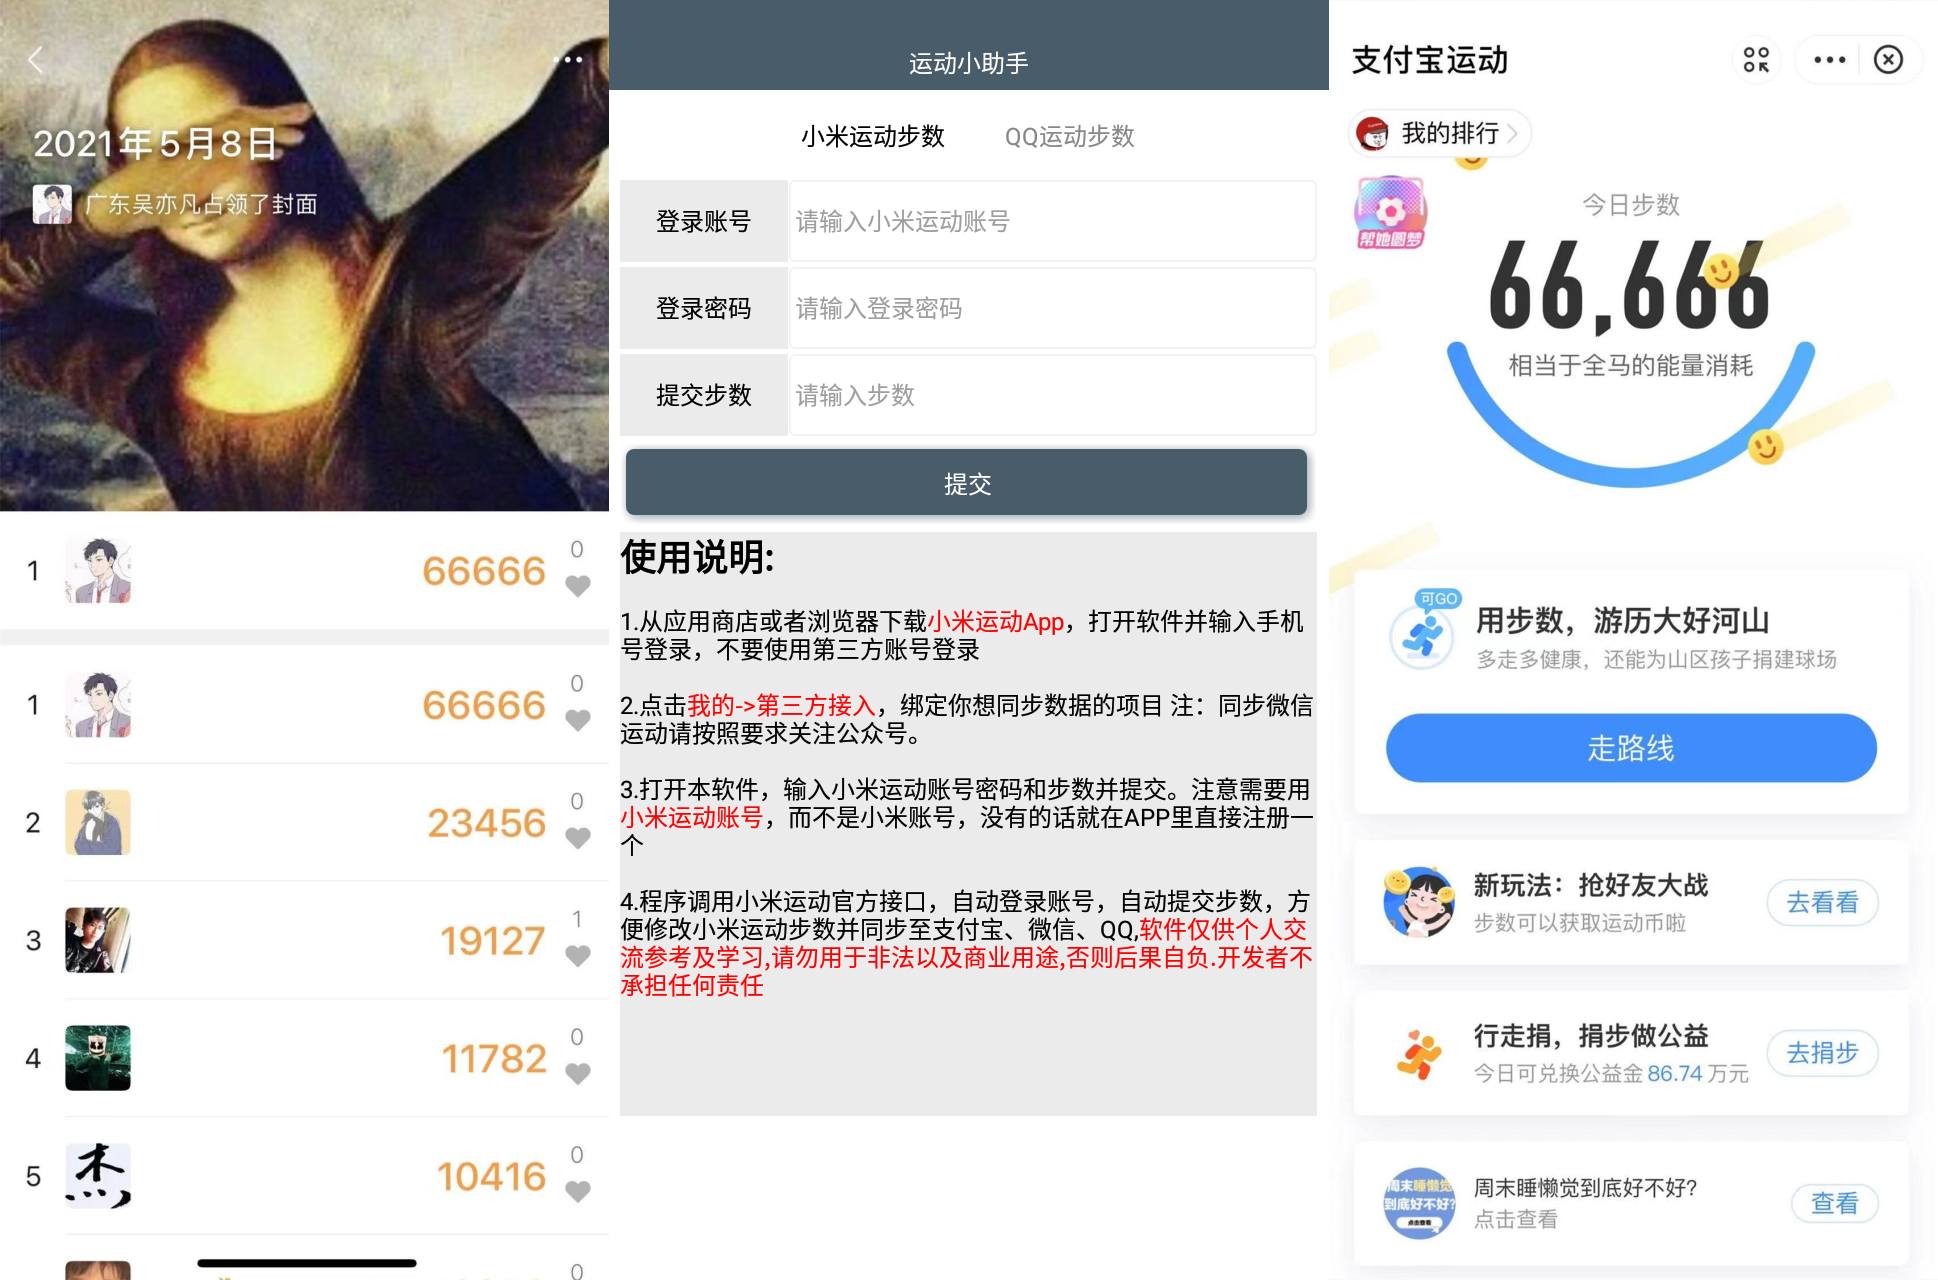 2021年5月8日
广东吴亦凡占领了封面
1
66666
0
1
66666
0
2
23456
0
3
19127
1
4
11782
0
5
杰
10416
0
0
运动小助手
小米运动步数
QQ运动步数
登录账号
请输入小米运动账号
登录密码
请输入登录密码
提交步数
请输入步数
提交
使用说明:
1.从应用商店或者浏览器下载小米运动App，打开软件并输入手机
号登录，不要使用第三方账号登录
2.点击我的->第三方接入，绑定你想同步数据的项目 注：同步微信
运动请按照要求关注公众号。
3.打开本软件，输入小米运动账号密码和步数并提交。注意需要用
小米运动账号，而不是小米账号，没有的话就在APP里直接注册一
个
4.程序调用小米运动官方接口，自动登录账号，自动提交步数，方
便修改小米运动步数并同步至支付宝、微信、QQ,软件仅供个人交
流参考及学习,请勿用于非法以及商业用途,否则后果自负.开发者不
承担任何责任
支付宝运动
我的排行
帮她圆梦
今日步数
66,666
相当于全马的能量消耗
可GO
用步数，游历大好河山
多走多健康，还能为山区孩子捐建球场
走路线
新玩法：抢好友大战
步数可以获取运动币啦
去看看
行走捐，捐步做公益
今日可兑换公益金 86.74 万元
去捐步
周末睡懒觉
到底好不好?
点击查看
周末睡懒觉到底好不好?
点击查看
查看